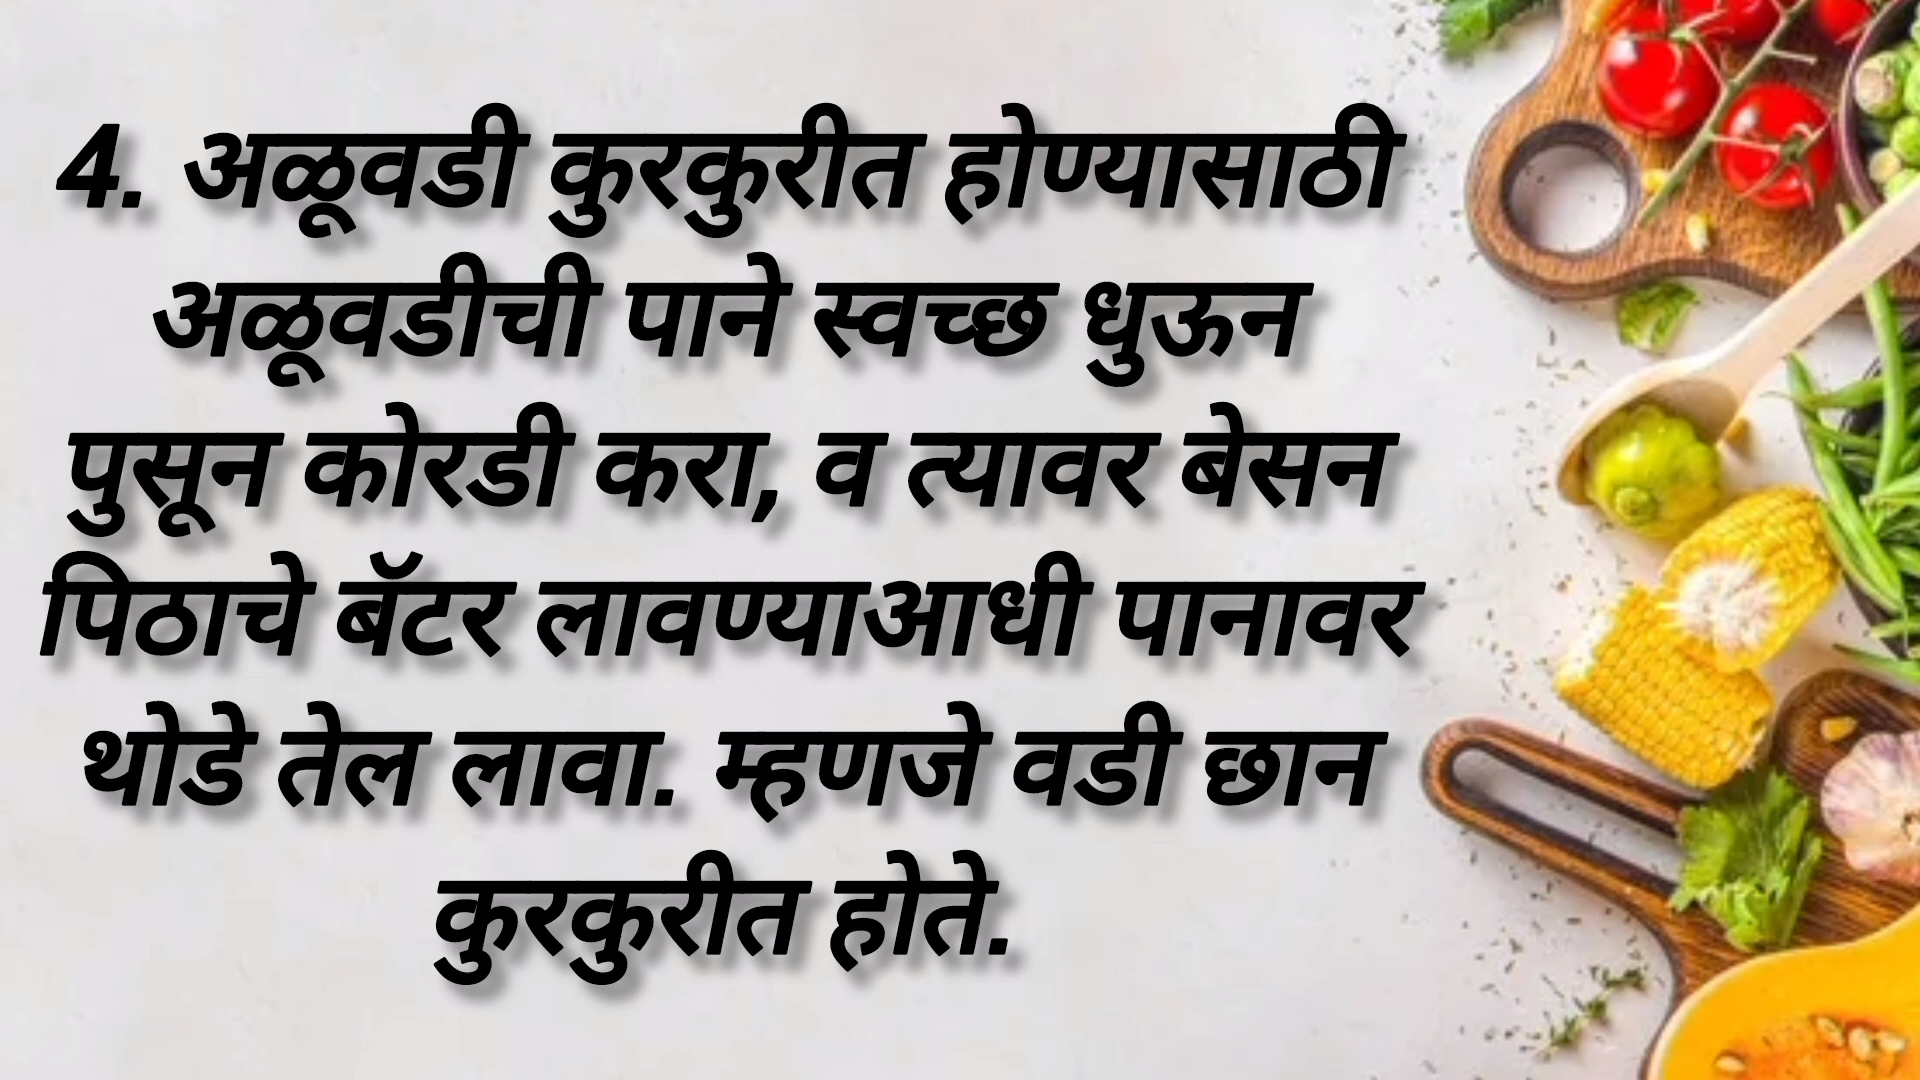 4. अळूवडी कुरकुरीत होण्यासाठी
अळूवडीची पाने स्वच्छ धुऊन
पुसून कोरडी करा, व त्यावर बेसन
पिठाचे बॅटर लावण्याआधी पानावर
थोडे तेल लावा. म्हणजे वडी छान
कुरकुरीत होते.